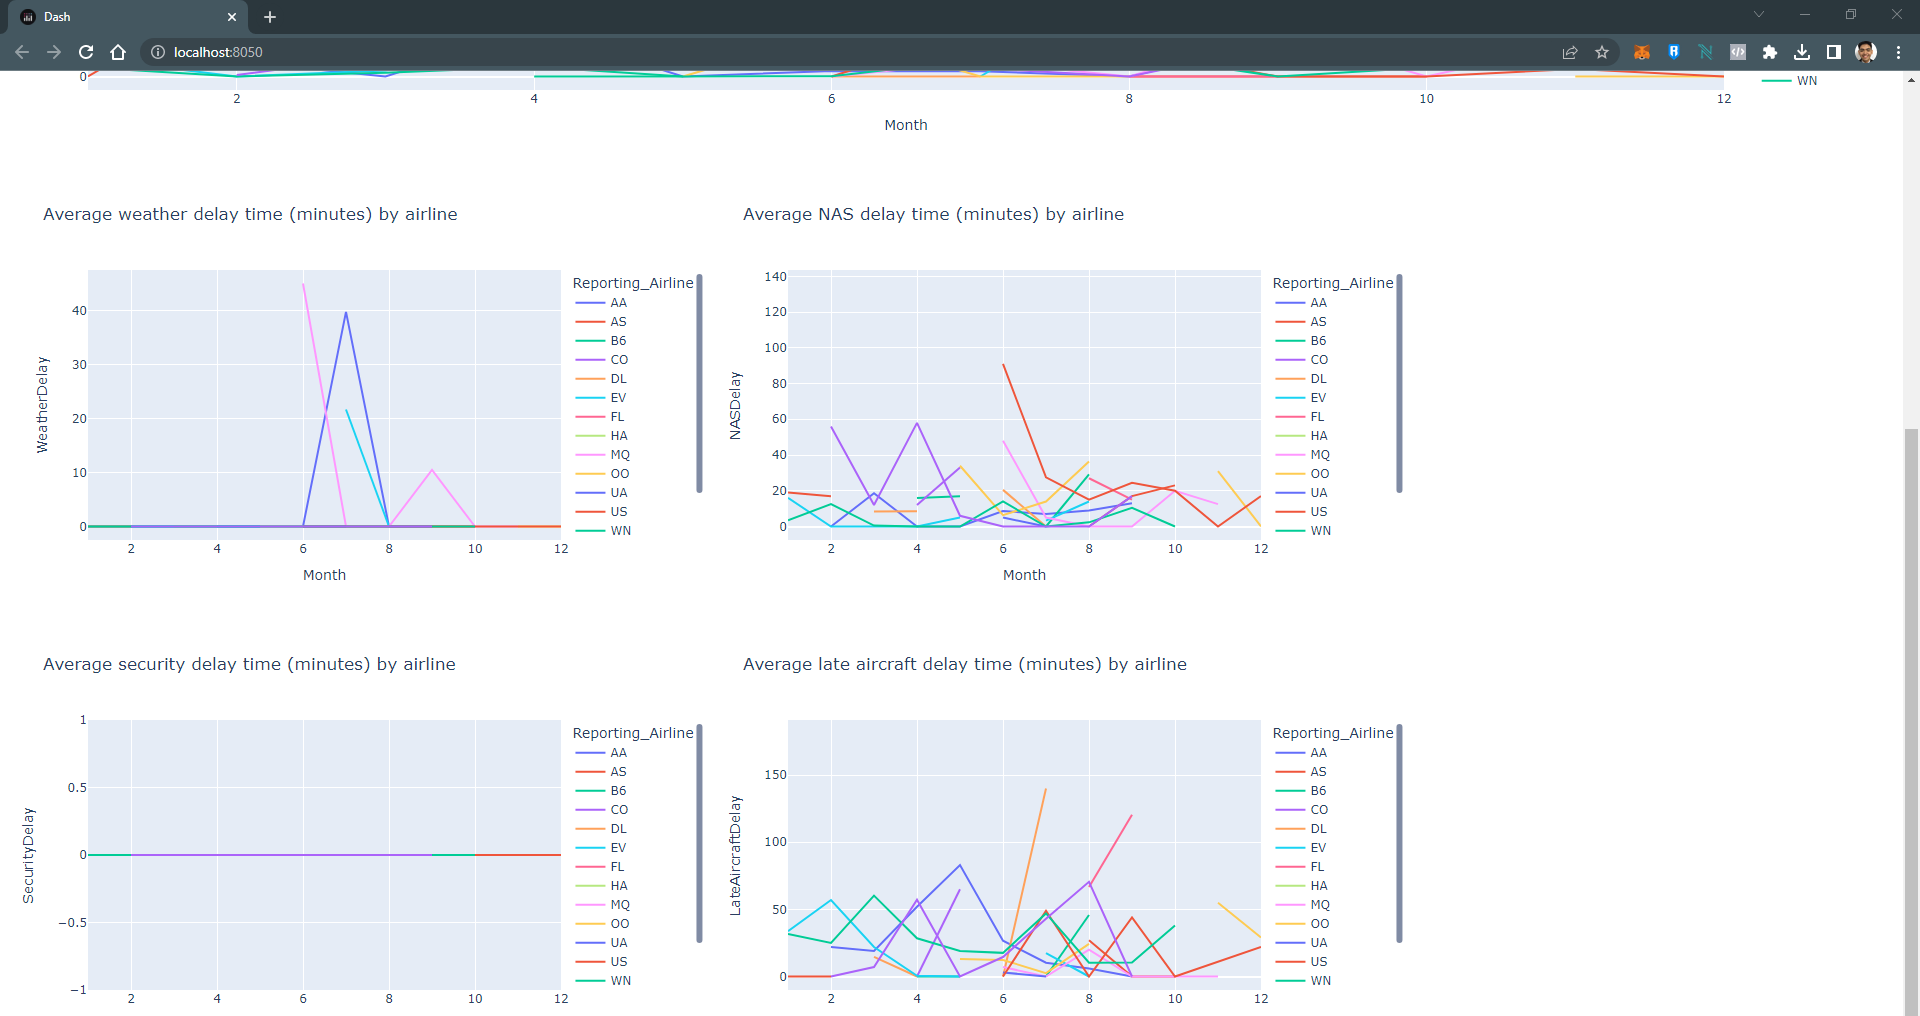 Dash
localhost:8050
0
WN
2 4 6 8 10 12
Month
Average weather delay time (minutes) by airline
40
30
20
10
0
WeatherDelay
2 4 6 8 10 12
Month
Reporting_Airline
AA
AS
B6
CO
DL
EV
FL
HA
MQ
OO
UA
US
WN
Average NAS delay time (minutes) by airline
140
120
100
80
60
40
20
0
NASDelay
2 4 6 8 10 12
Month
Reporting_Airline
AA
AS
B6
CO
DL
EV
FL
HA
MQ
OO
UA
US
WN
Average security delay time (minutes) by airline
1
0.5
0
−0.5
−1
SecurityDelay
2 4 6 8 10 12
Reporting_Airline
AA
AS
B6
CO
DL
EV
FL
HA
MQ
OO
UA
US
WN
Average late aircraft delay time (minutes) by airline
150
100
50
0
LateAircraftDelay
2 4 6 8 10 12
Reporting_Airline
AA
AS
B6
CO
DL
EV
FL
HA
MQ
OO
UA
US
WN